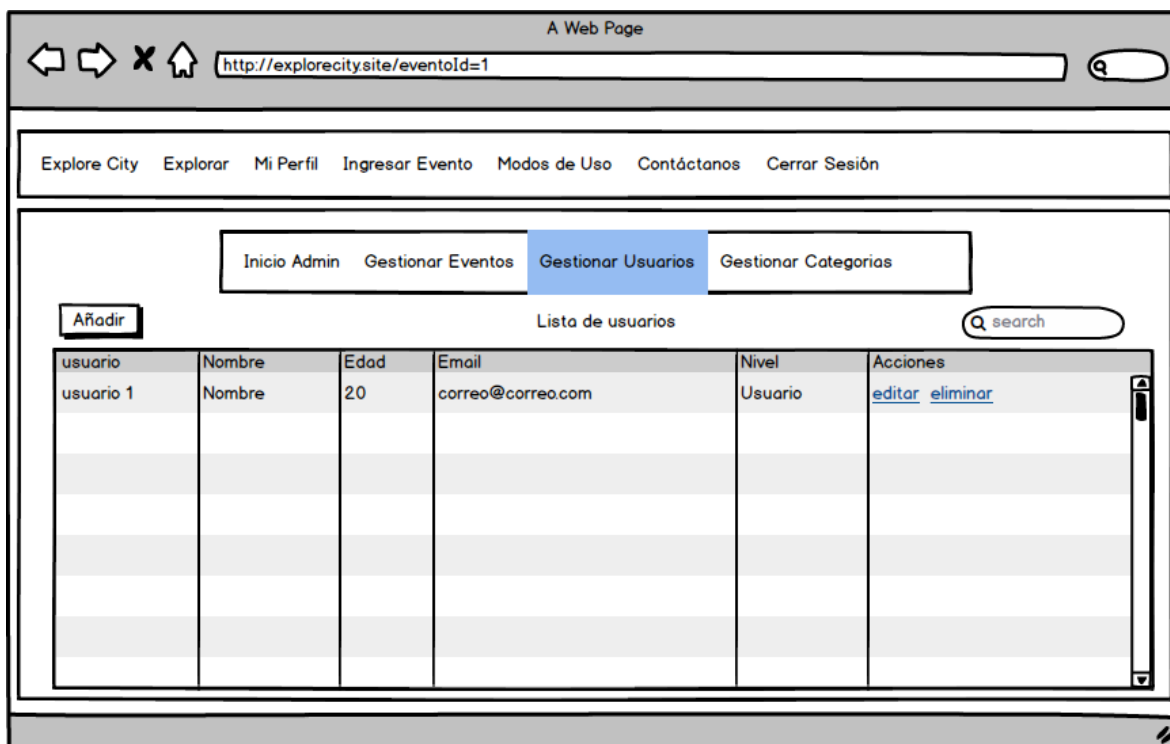 A Web Page
http://explorecity.site/eventoId=1
Explore City Explorar Mi Perfil Ingresar Evento Modos de Uso Contáctanos Cerrar Sesión
Inicio Admin Gestionar Eventos Gestionar Usuarios Gestionar Categorias
Añadir Lista de usuarios search
usuario Nombre Edad Email Nivel Acciones
usuario 1 Nombre 20 correo@correo.com Usuario editar eliminar